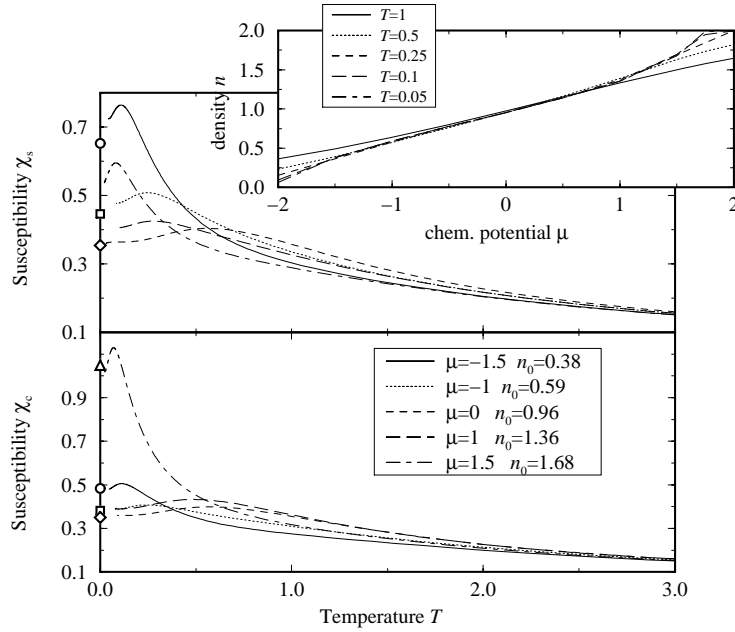 T=1
T=0.5
T=0.25
T=0.1
T=0.05
2.0
1.5
1.0
0.5
0.0
density n
−2 −1 0 1 2
chem. potential μ
0.7
0.5
0.3
0.1
Susceptibility χs
μ=−1.5 n0=0.38
μ=−1 n0=0.59
μ=0 n0=0.96
μ=1 n0=1.36
μ=1.5 n0=1.68
0.9
0.7
0.5
0.3
0.1
Susceptibility χc
0.0 1.0 2.0 3.0
Temperature T